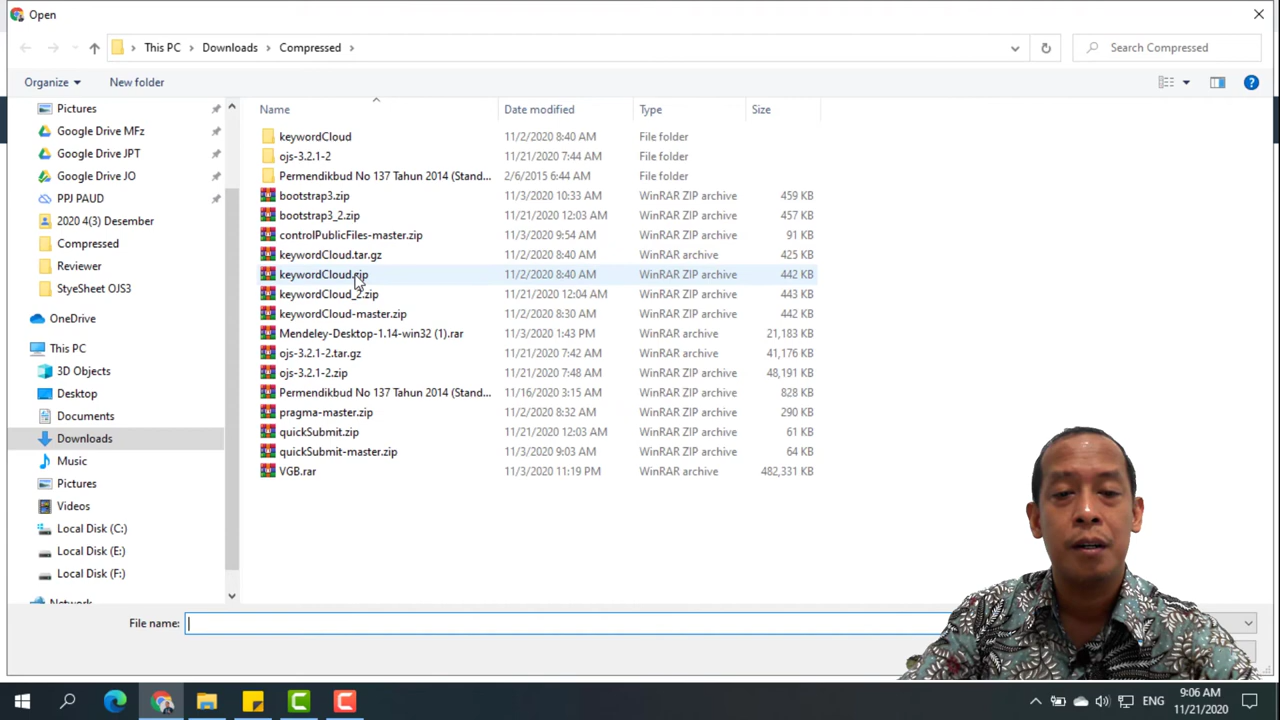 Open
This PC > Downloads > Compressed >
Search Compressed
Organize
New folder
Pictures
Google Drive MFz
Google Drive JPT
Google Drive JO
PPJ PAUD
2020 4(3) Desember
Compressed
Reviewer
StyeSheet OJS3
OneDrive
This PC
3D Objects
Desktop
Documents
Downloads
Music
Pictures
Videos
Local Disk (C:)
Local Disk (E:)
Local Disk (F:)
Network
Name Date modified Type Size
keywordCloud 11/2/2020 8:40 AM File folder
ojs-3.2.1-2 11/21/2020 7:44 AM File folder
Permendikbud No 137 Tahun 2014 (Stand... 2/6/2015 6:44 AM File folder
bootstrap3.zip 11/3/2020 10:33 AM WinRAR ZIP archive 459 KB
bootstrap3_2.zip 11/21/2020 12:03 AM WinRAR ZIP archive 457 KB
controlPublicFiles-master.zip 11/3/2020 9:54 AM WinRAR ZIP archive 91 KB
keywordCloud.tar.gz 11/2/2020 8:40 AM WinRAR archive 425 KB
keywordCloud.zip 11/2/2020 8:40 AM WinRAR ZIP archive 442 KB
keywordCloud_2.zip 11/21/2020 12:04 AM WinRAR ZIP archive 443 KB
keywordCloud-master.zip 11/2/2020 8:30 AM WinRAR ZIP archive 442 KB
Mendeley-Desktop-1.14-win32 (1).rar 11/3/2020 1:43 PM WinRAR archive 21,183 KB
ojs-3.2.1-2.tar.gz 11/21/2020 7:42 AM WinRAR archive 41,176 KB
ojs-3.2.1-2.zip 11/21/2020 7:48 AM WinRAR ZIP archive 48,191 KB
Permendikbud No 137 Tahun 2014 (Stand... 11/16/2020 3:15 AM WinRAR ZIP archive 828 KB
pragma-master.zip 11/2/2020 8:32 AM WinRAR ZIP archive 290 KB
quickSubmit.zip 11/21/2020 12:03 AM WinRAR ZIP archive 61 KB
quickSubmit-master.zip 11/3/2020 9:03 AM WinRAR ZIP archive 64 KB
VGB.rar 11/3/2020 11:19 PM WinRAR archive 482,331 KB
File name:
ENG
9:06 AM
11/21/2020